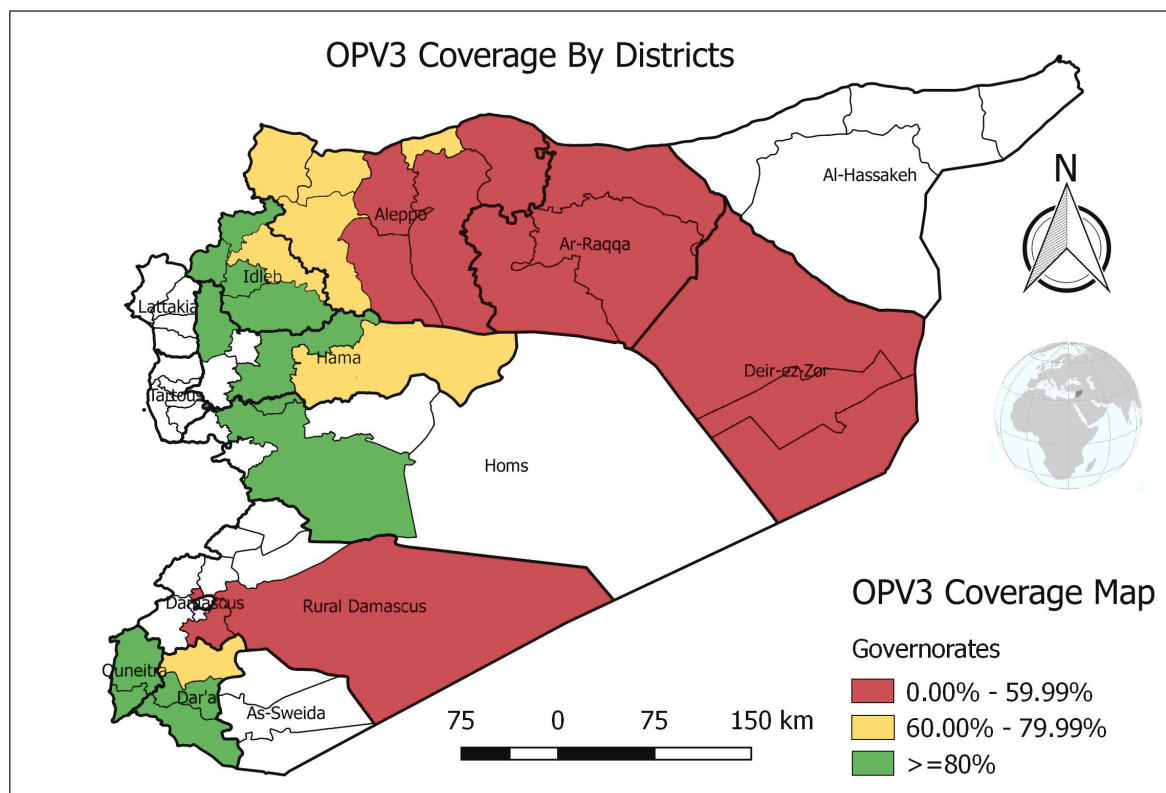 OPV3 Coverage By Districts
N
Al-Hassakeh
Aleppo
Ar-Raqqa
Idleb
Lattakia
Hama
Deir-ez-Zor
Tartous
Homs
Damascus
Rural Damascus
Quneitra
Dar'a
As-Sweida
75 0 75 150 km
OPV3 Coverage Map
Governorates
0.00% - 59.99%
60.00% - 79.99%
>=80%